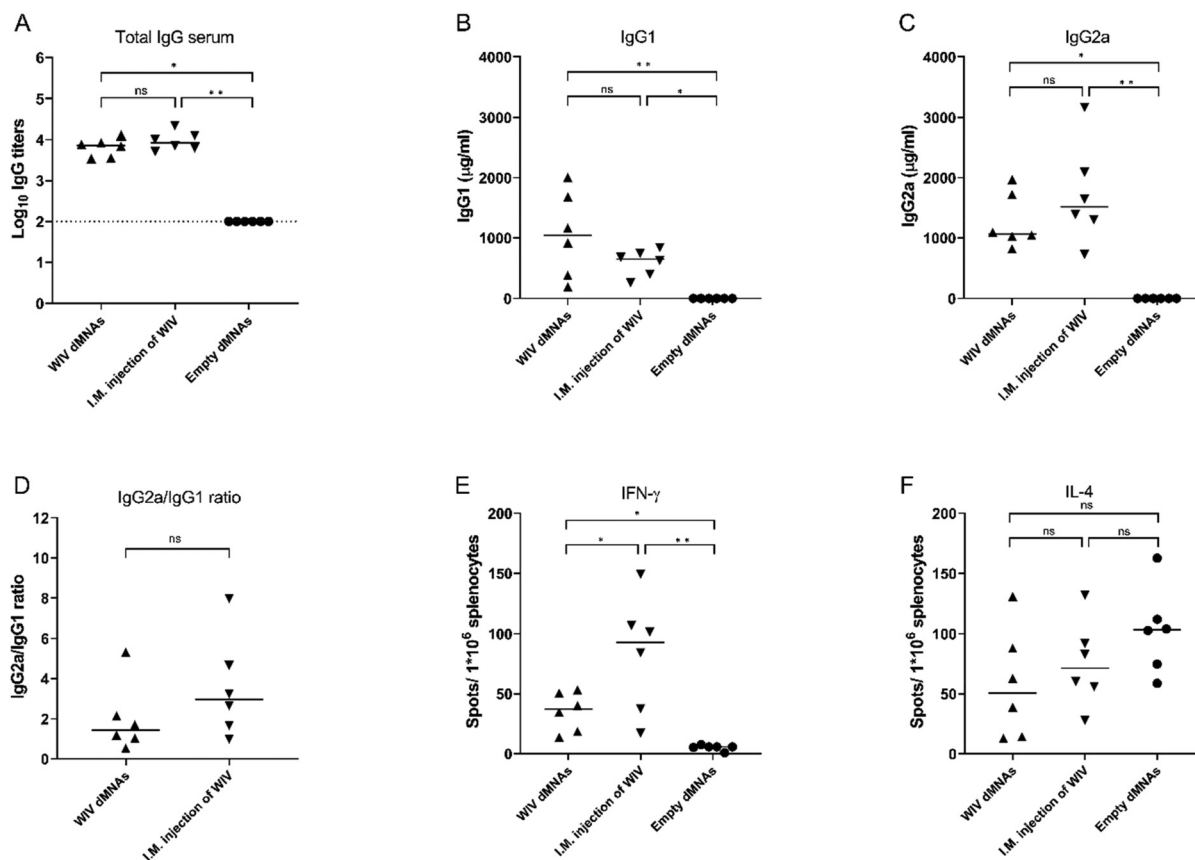 A
Total IgG serum
Log10 IgG titers
6
5
4
3
2
1
0
*
ns
* *
WIV dMNAs
I.M. injection of WIV
Empty dMNAs
B
IgG1
IgG1 (µg/ml)
4000
3000
2000
1000
0
* *
ns
*
WIV dMNAs
I.M. injection of WIV
Empty dMNAs
C
IgG2a
IgG2a (µg/ml)
4000
3000
2000
1000
0
*
ns
* *
WIV dMNAs
I.M. injection of WIV
Empty dMNAs
D
IgG2a/IgG1 ratio
IgG2a/IgG1 ratio
12
10
8
6
4
2
0
ns
WIV dMNAs
I.M. injection of WIV
E
IFN-γ
Spots/ 1*10⁶ splenocytes
200
150
100
50
0
*
*
* *
WIV dMNAs
I.M. injection of WIV
Empty dMNAs
F
IL-4
Spots/ 1*10⁶ splenocytes
200
150
100
50
0
ns
ns
ns
WIV dMNAs
I.M. injection of WIV
Empty dMNAs